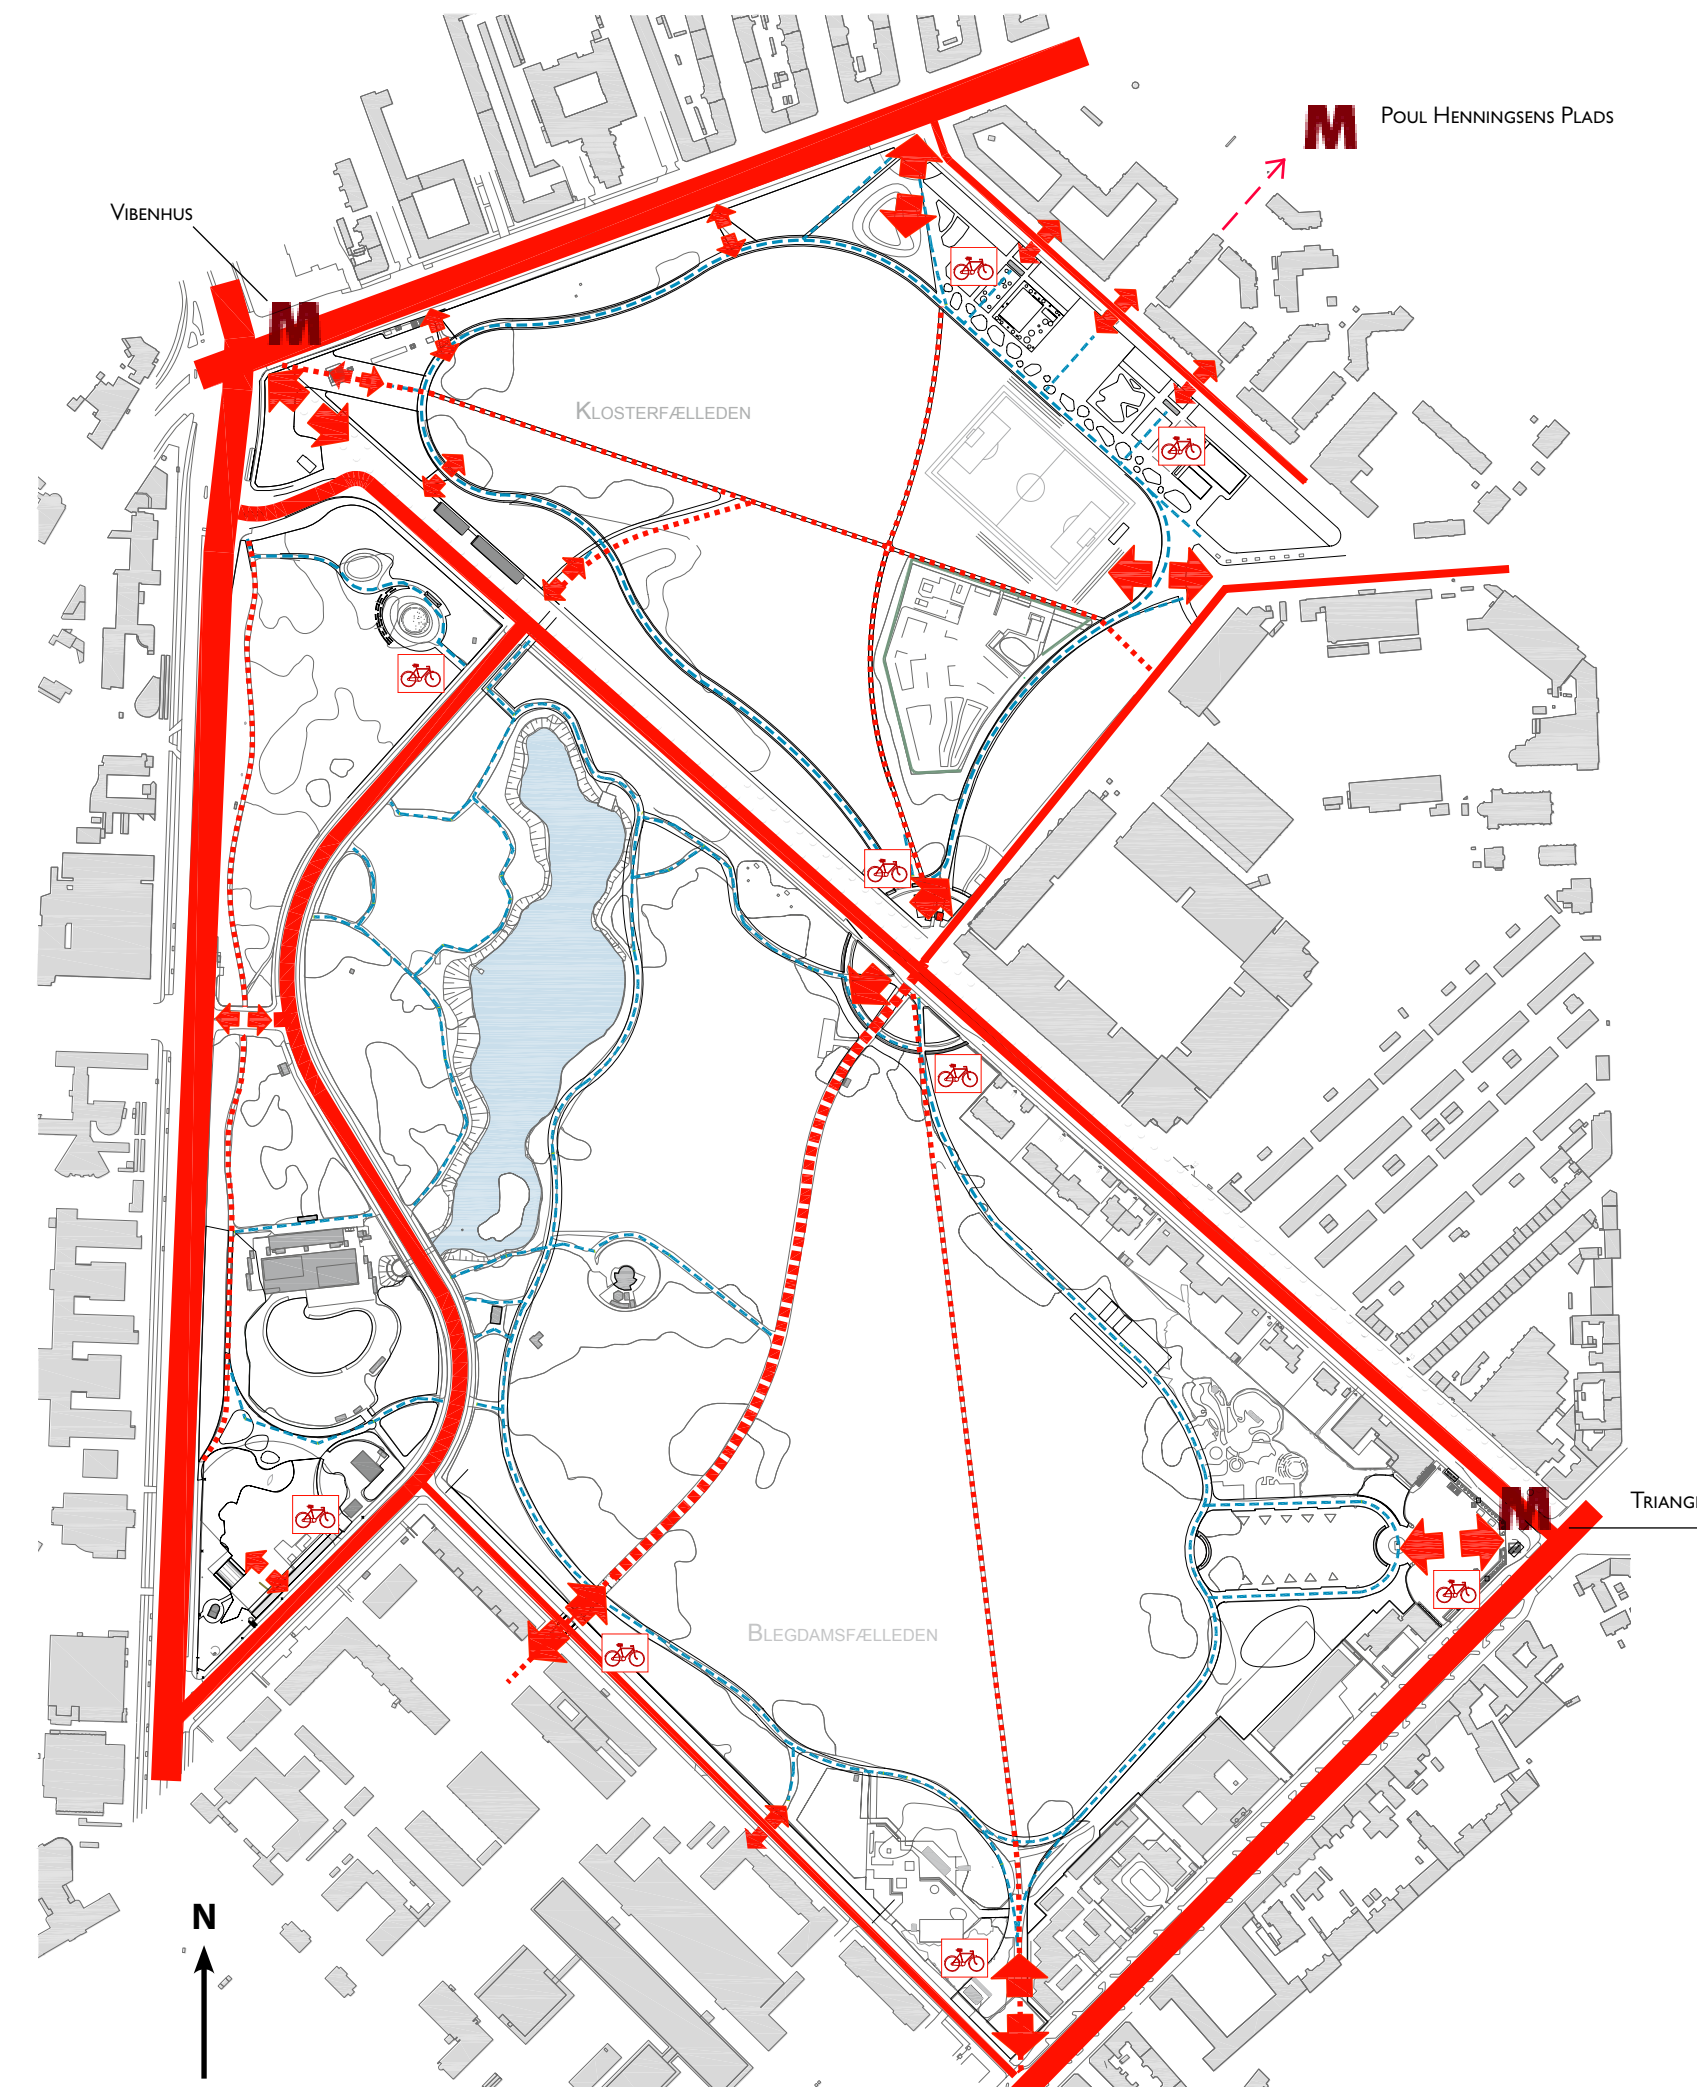 M POUL HENNINGSENS PLADS
VIBENHUS
M
KLOSTERFÆLLEDEN
M
BLEGDAMSFÆLLEDEN
N